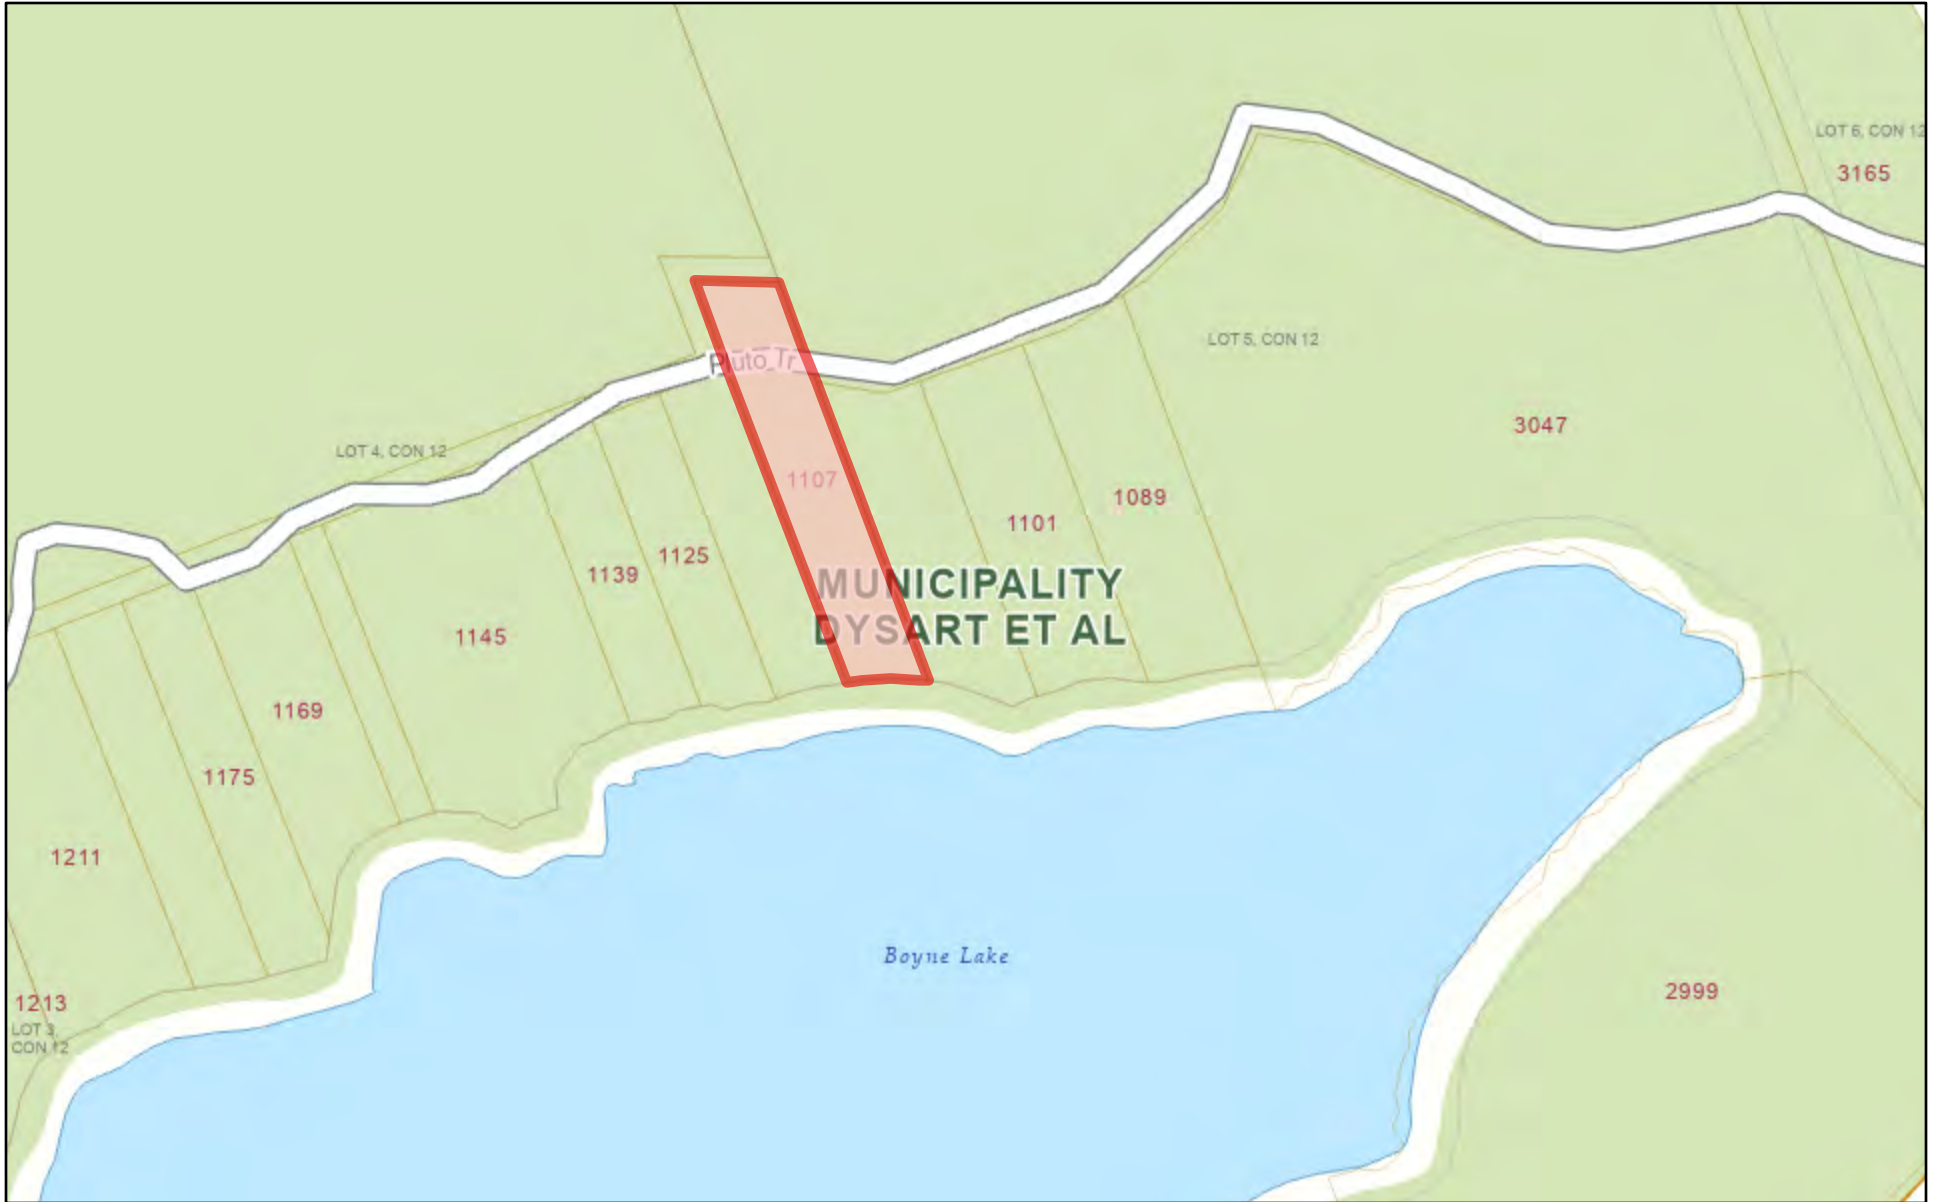 LOT 6, CON 12
3165
LOT 5, CON 12
Pluto Tr
3047
LOT 4, CON 12
1107
1089
1101
1125
1139
MUNICIPALITY
DYSART ET AL
1145
1169
1175
1211
Boyne Lake
2999
1213
LOT 3,
CON 12